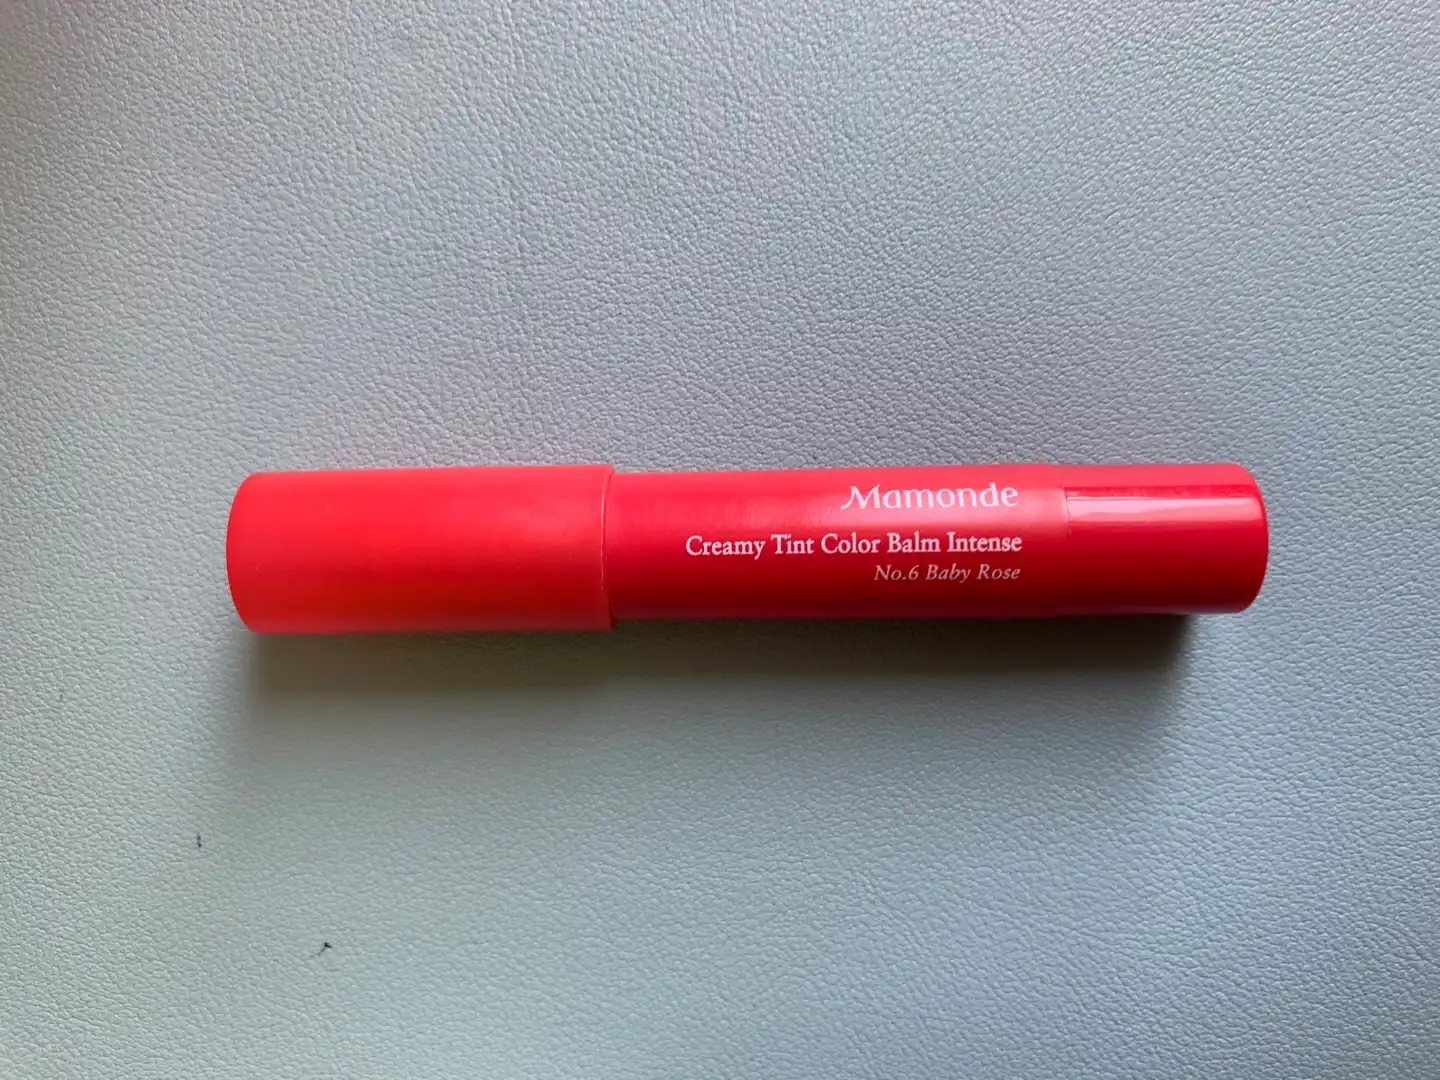 Mamonde
Creamy Tint Color Balm Intense
No.6 Baby Rose